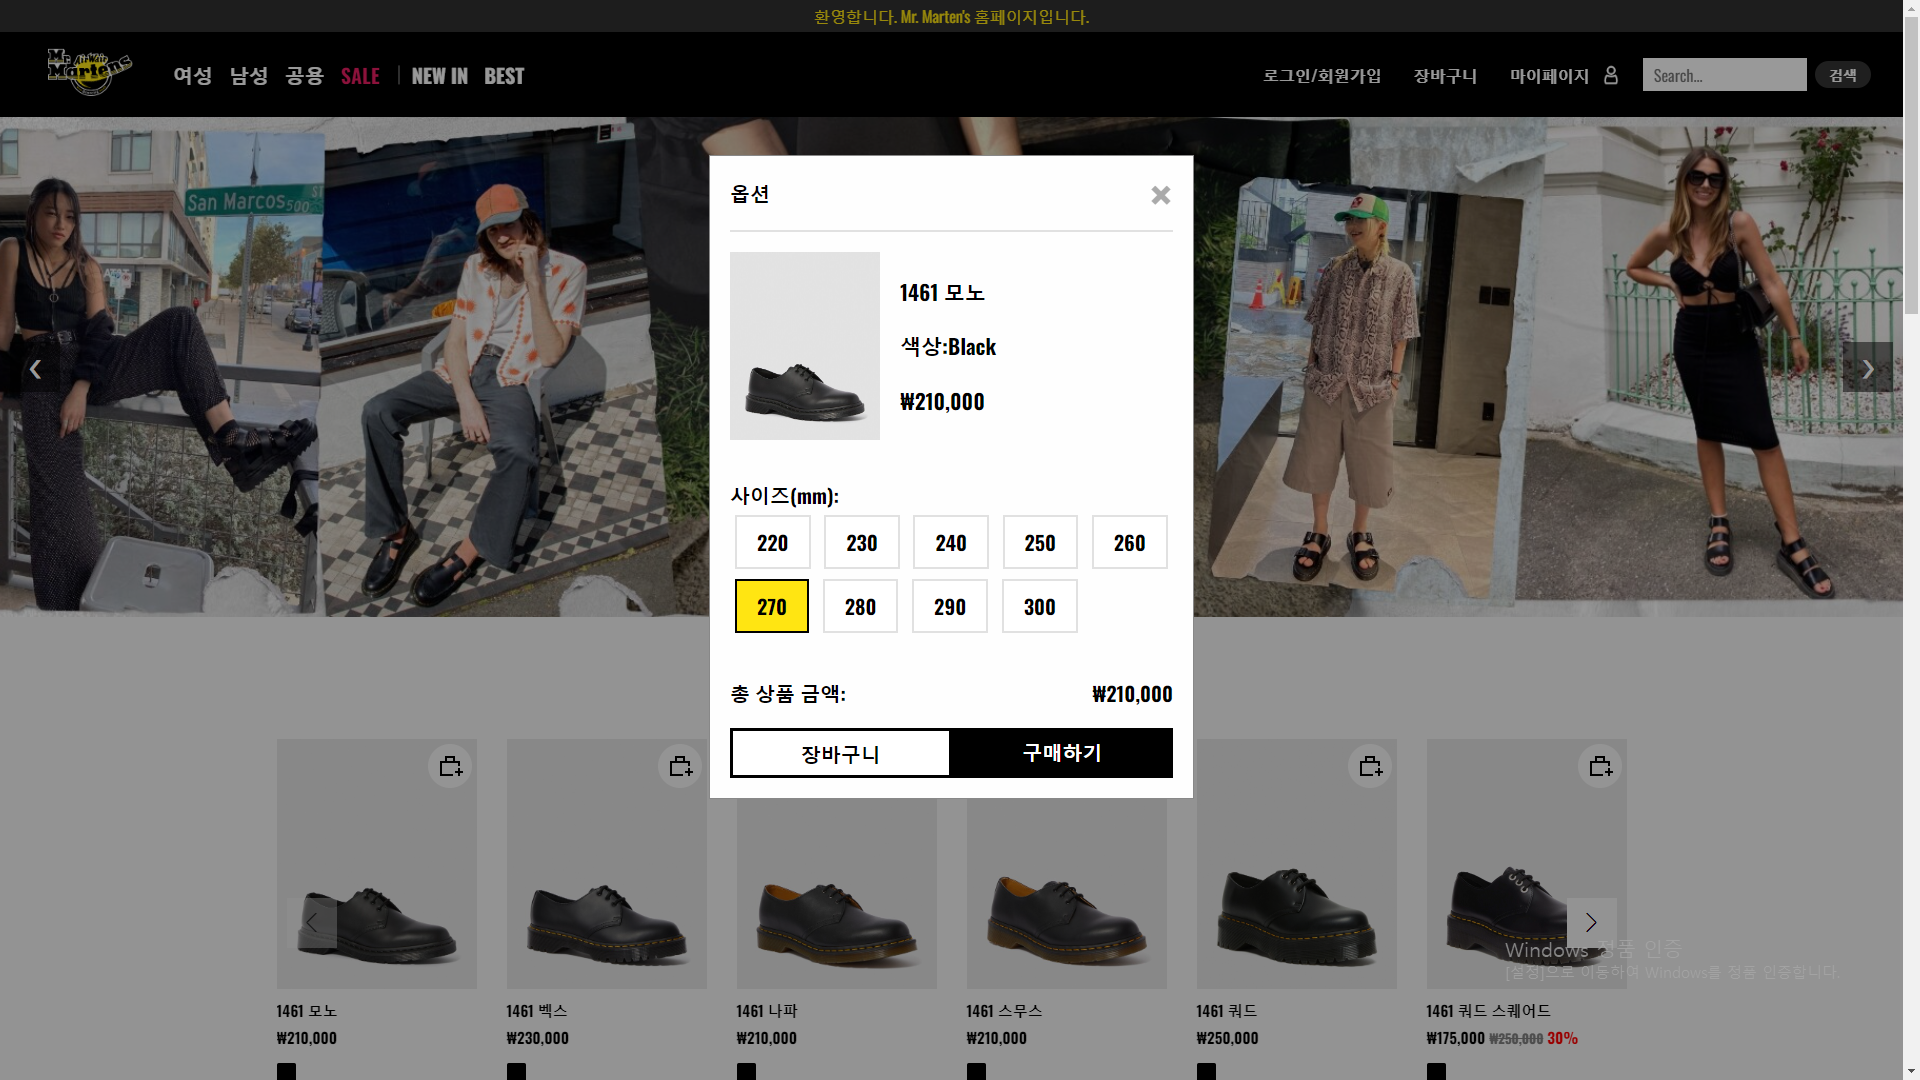 환영합니다. Mr. Marten's 홈페이지입니다.
Mr. AirWair Martens
여성 남성 공용 SALE | NEW IN BEST
로그인/회원가입 장바구니 마이페이지 Search... 검색
San Marcos 500 ST
AT&T
옵션
1461 모노
색상:Black
₩210,000
사이즈(mm):
220 230 240 250 260
270 280 290 300
총 상품 금액: ₩210,000
장바구니 구매하기
Windows 정품 인증
[설정]으로 이동하여 Windows를 정품 인증합니다.
1461 모노 1461 벡스 1461 나파 1461 스무스 1461 쿼드 1461 쿼드 스퀘어드
₩210,000 ₩230,000 ₩210,000 ₩210,000 ₩250,000 ₩175,000 ₩250,000 30%